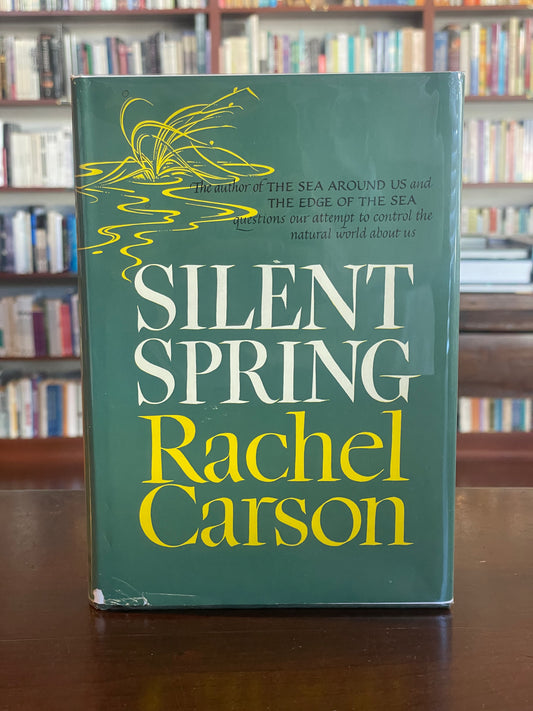 The author of THE SEA AROUND US and
THE EDGE OF THE SEA
questions our attempt to control the
natural world about us
SILENT
SPRING
Rachel
Carson